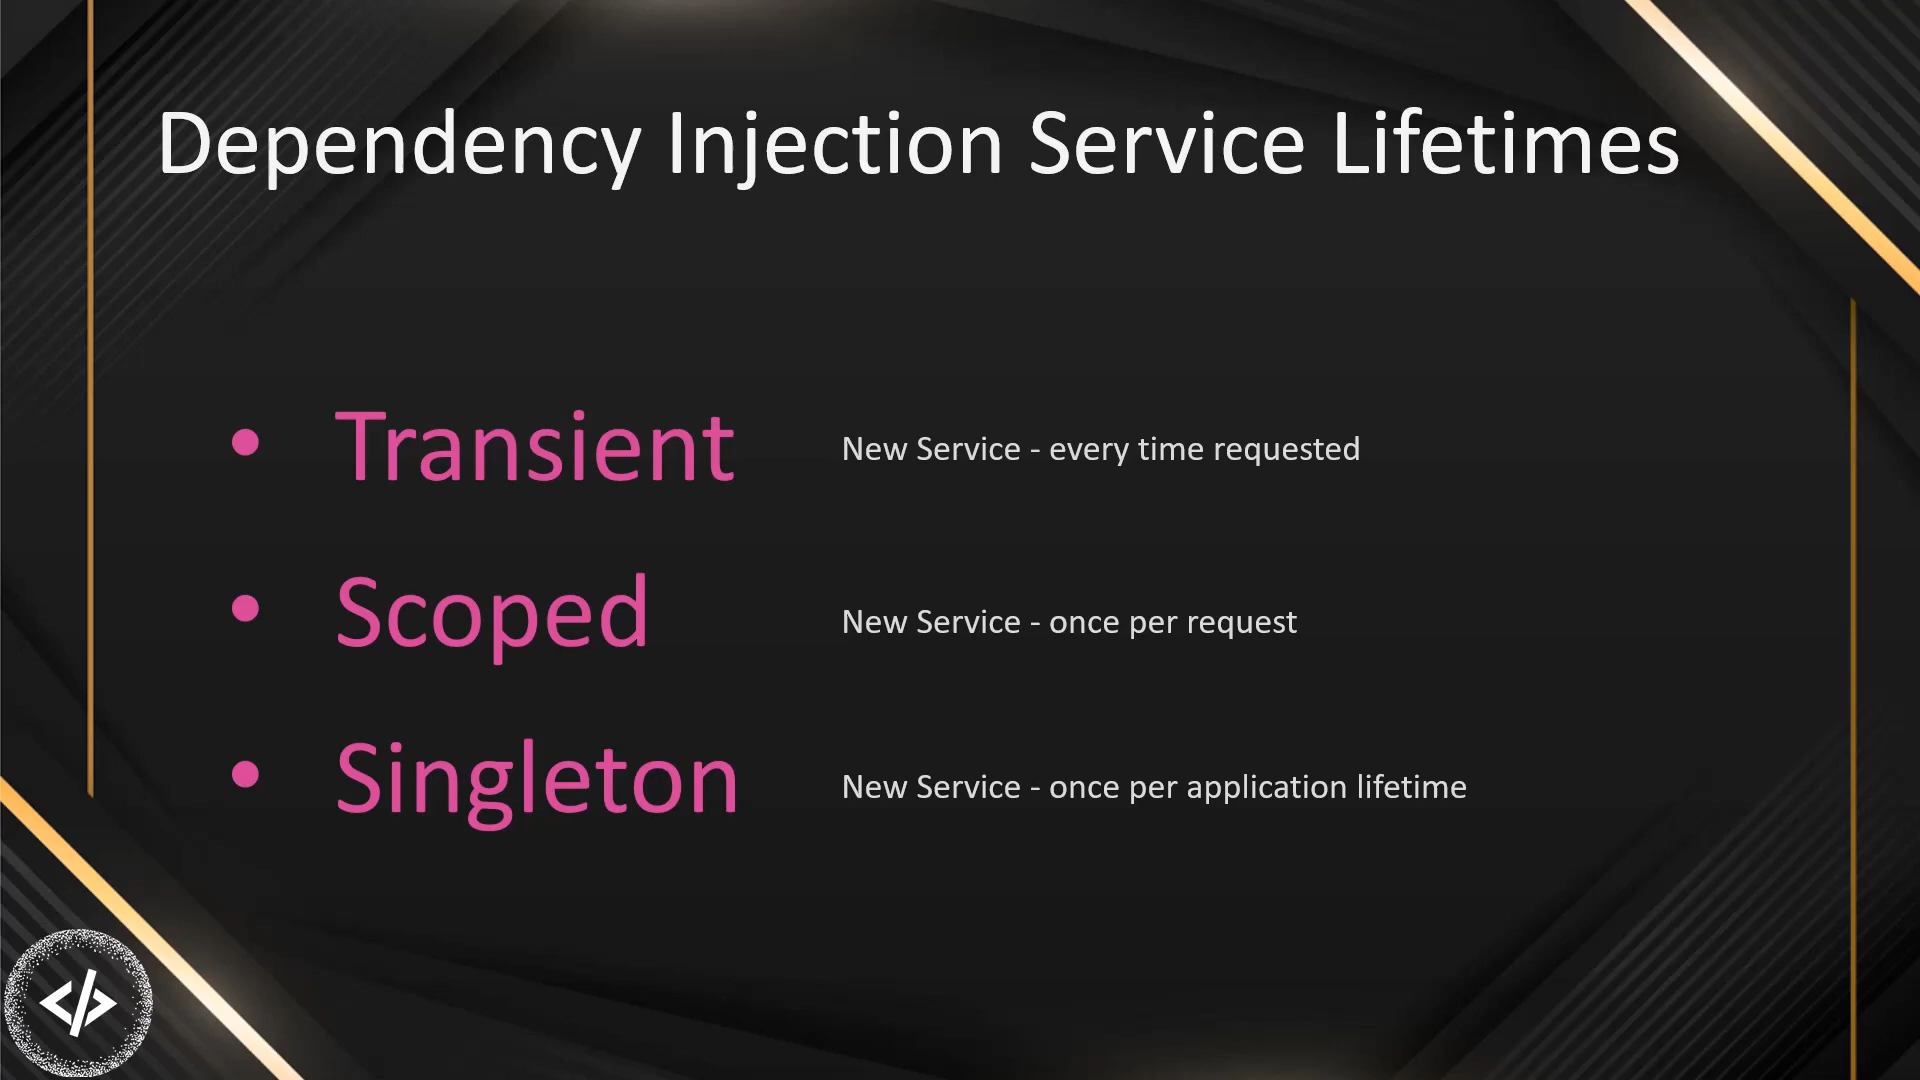 Dependency Injection Service Lifetimes
• Transient New Service - every time requested
• Scoped New Service - once per request
• Singleton New Service - once per application lifetime